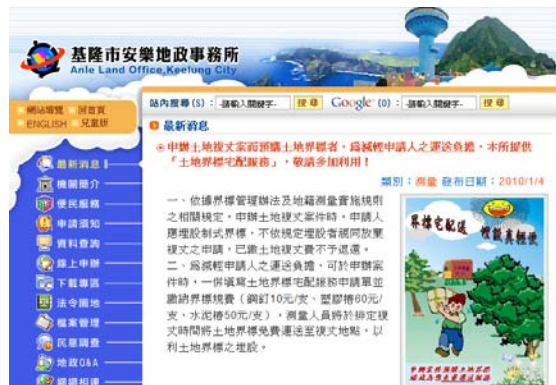 基隆市安樂地政事務所
Anle Land Office,Keelung City
網站導覽 回首頁
ENGLISH 兒童版
站內搜尋(S)：-請輸入關鍵字- 搜尋 Google (O)：-請輸入關鍵字- 搜尋
最新消息
申辦土地複丈案而預購土地界標者，為減輕申請人之運送負擔，本所提供
「土地界標宅配服務」，敬請多加利用！
類別：測量 發布日期：2010/1/4
最新消息
機關簡介
便民服務
申請須知
資料查詢
線上申辦
下載專區
法令園地
檔案管理
民意調查
地政Q&A
網網相連
一、依據界標管理辦法及地籍測量實施規則
之相關規定，申辦土地複丈案件時，申請人
應埋設制式界標，不依規定埋設者視同放棄
複丈之申請，已繳土地複丈費不予退還。
二、為減輕申請人之運送負擔，可於申辦案
件時，一併填寫土地界標宅配服務申請單並
繳納界標規費（鋼釘10元/支、塑膠樁60元/
支、水泥樁50元/支），測量人員將於排定複
丈時間將土地界標免費運送至複丈地點，以
利土地界標之埋設。
界標宅配送 埋設真輕便